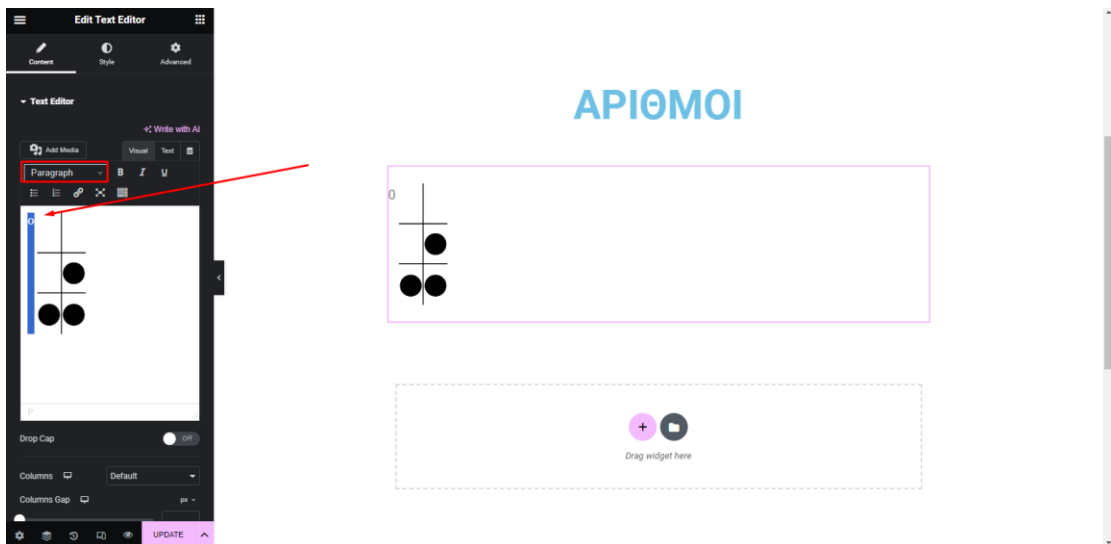 Edit Text Editor
Content Style Advanced
Text Editor
Write with AI
Add Media Visual Text
Paragraph B I U
0
P
Drop Cap Off
Columns Default
Columns Gap px
UPDATE
ΑΡΙΘΜΟΙ
0
Drag widget here